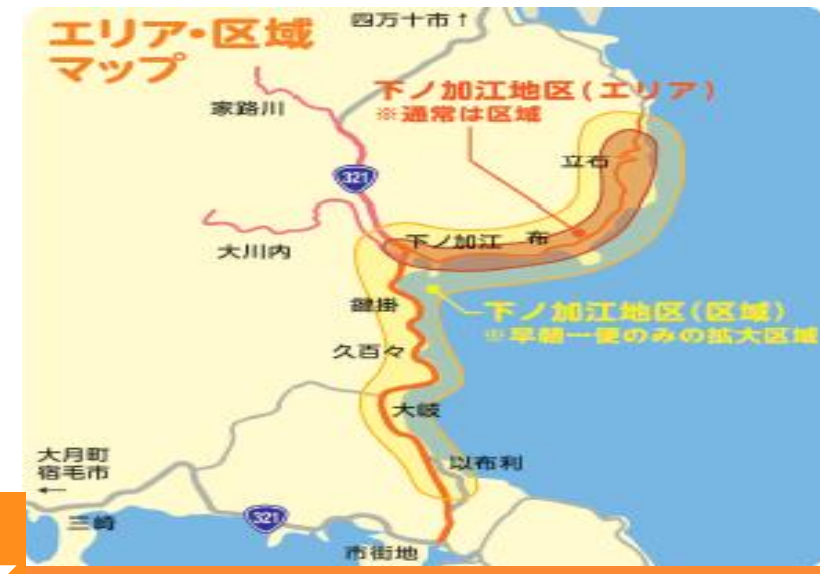 エリア・区域
マップ
四万十市↑
家路川
下ノ加江地区(エリア)
※通常は区域
立石
321
大川内
下ノ加江
布
鍵掛
下ノ加江地区(区域)
※早朝一便のみの拡大区域
久百々
大岐
大月町
宿毛市
←
以布利
三崎
321
市街地